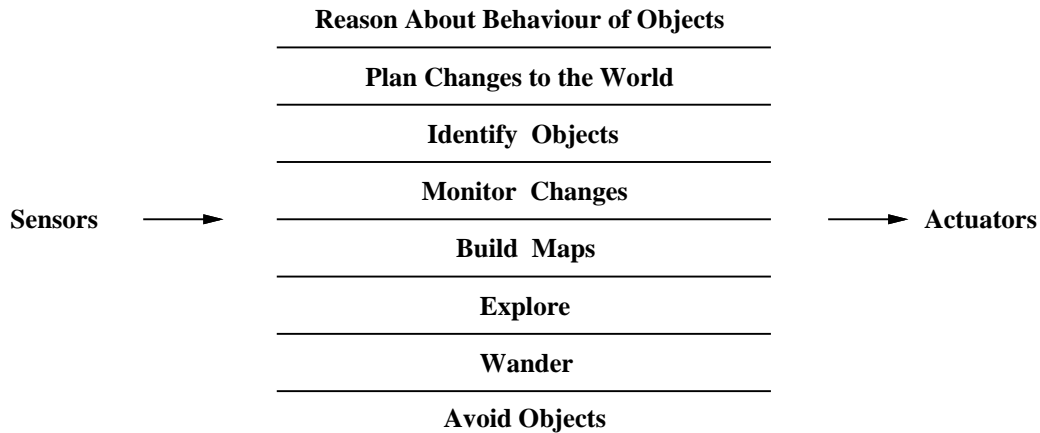 Reason About Behaviour of Objects
Plan Changes to the World
Identify Objects
Monitor Changes
Sensors
Actuators
Build Maps
Explore
Wander
Avoid Objects